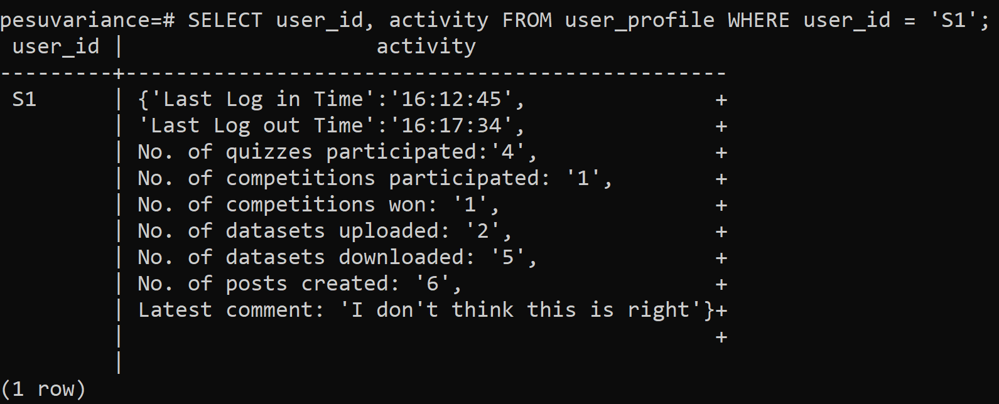 pesuvariance=# SELECT user_id, activity FROM user_profile WHERE user_id = 'S1';
 user_id |                    activity
---------+------------------------------------------------
 S1      | {'Last Log in Time':'16:12:45',               +
         | 'Last Log out Time':'16:17:34',               +
         | No. of quizzes participated:'4',              +
         | No. of competitions participated: '1',        +
         | No. of competitions won: '1',                 +
         | No. of datasets uploaded: '2',                +
         | No. of datasets downloaded: '5',              +
         | No. of posts created: '6',                    +
         | Latest comment: 'I don't think this is right'}+
         |                                               +
         |
(1 row)